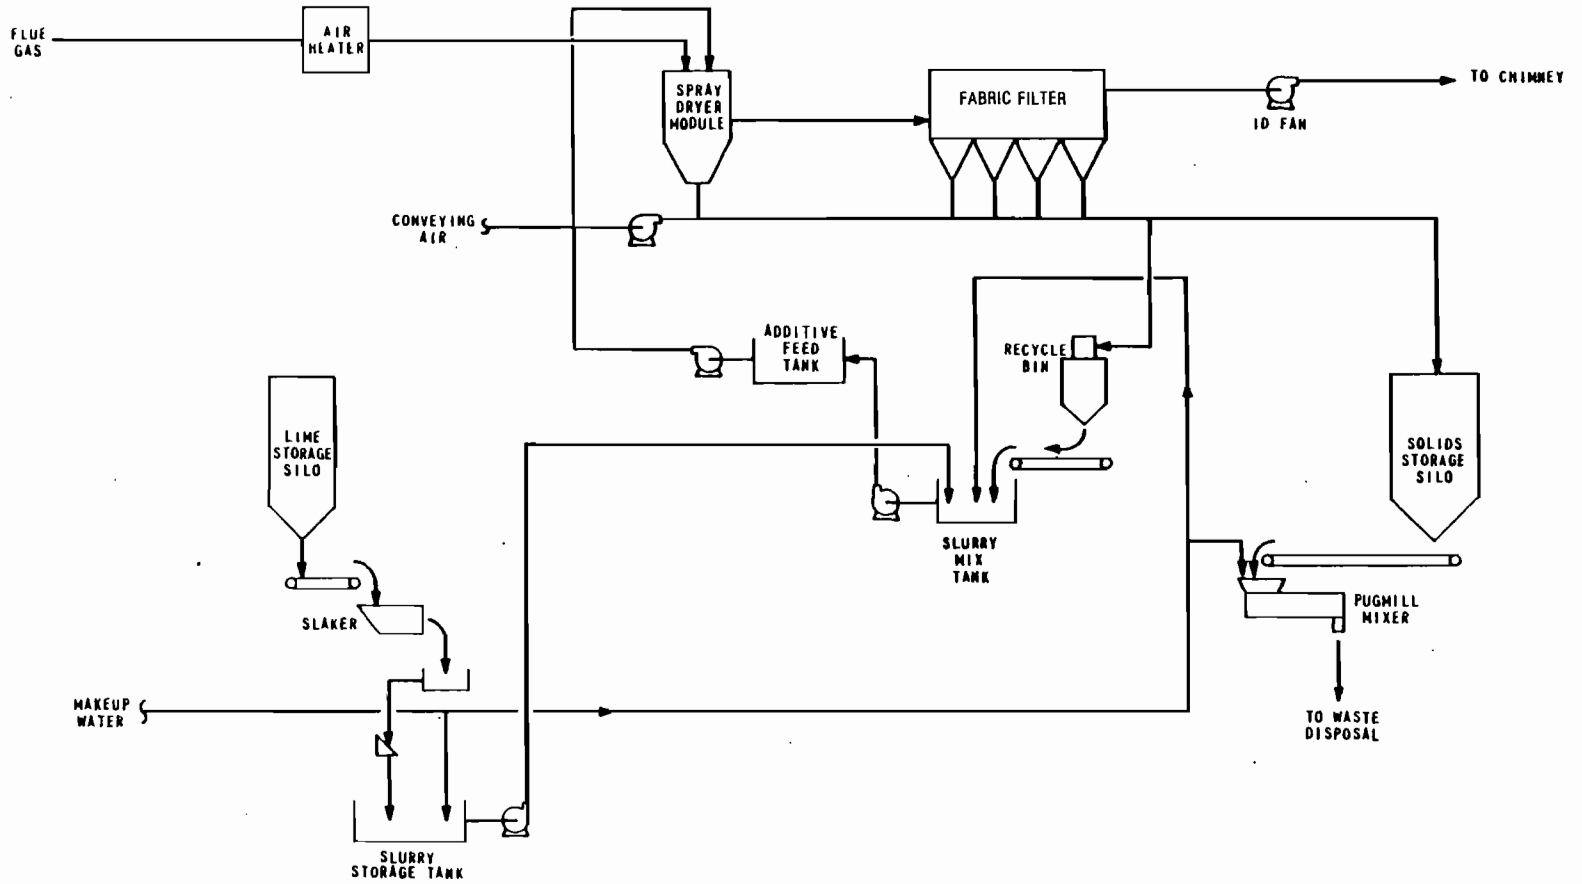 FLUE
GAS
AIR
HEATER
SPRAY
DRYER
MODULE
FABRIC FILTER
TO CHIMNEY
ID FAN
CONVEYING
AIR
ADDITIVE
FEED
TANK
RECYCLE
BIN
LIME
STORAGE
SILO
SOLIDS
STORAGE
SILO
SLURRY
MIX
TANK
SLAKER
PUGMILL
MIXER
MAKEUP
WATER
TO WASTE
DISPOSAL
SLURRY
STORAGE TANK